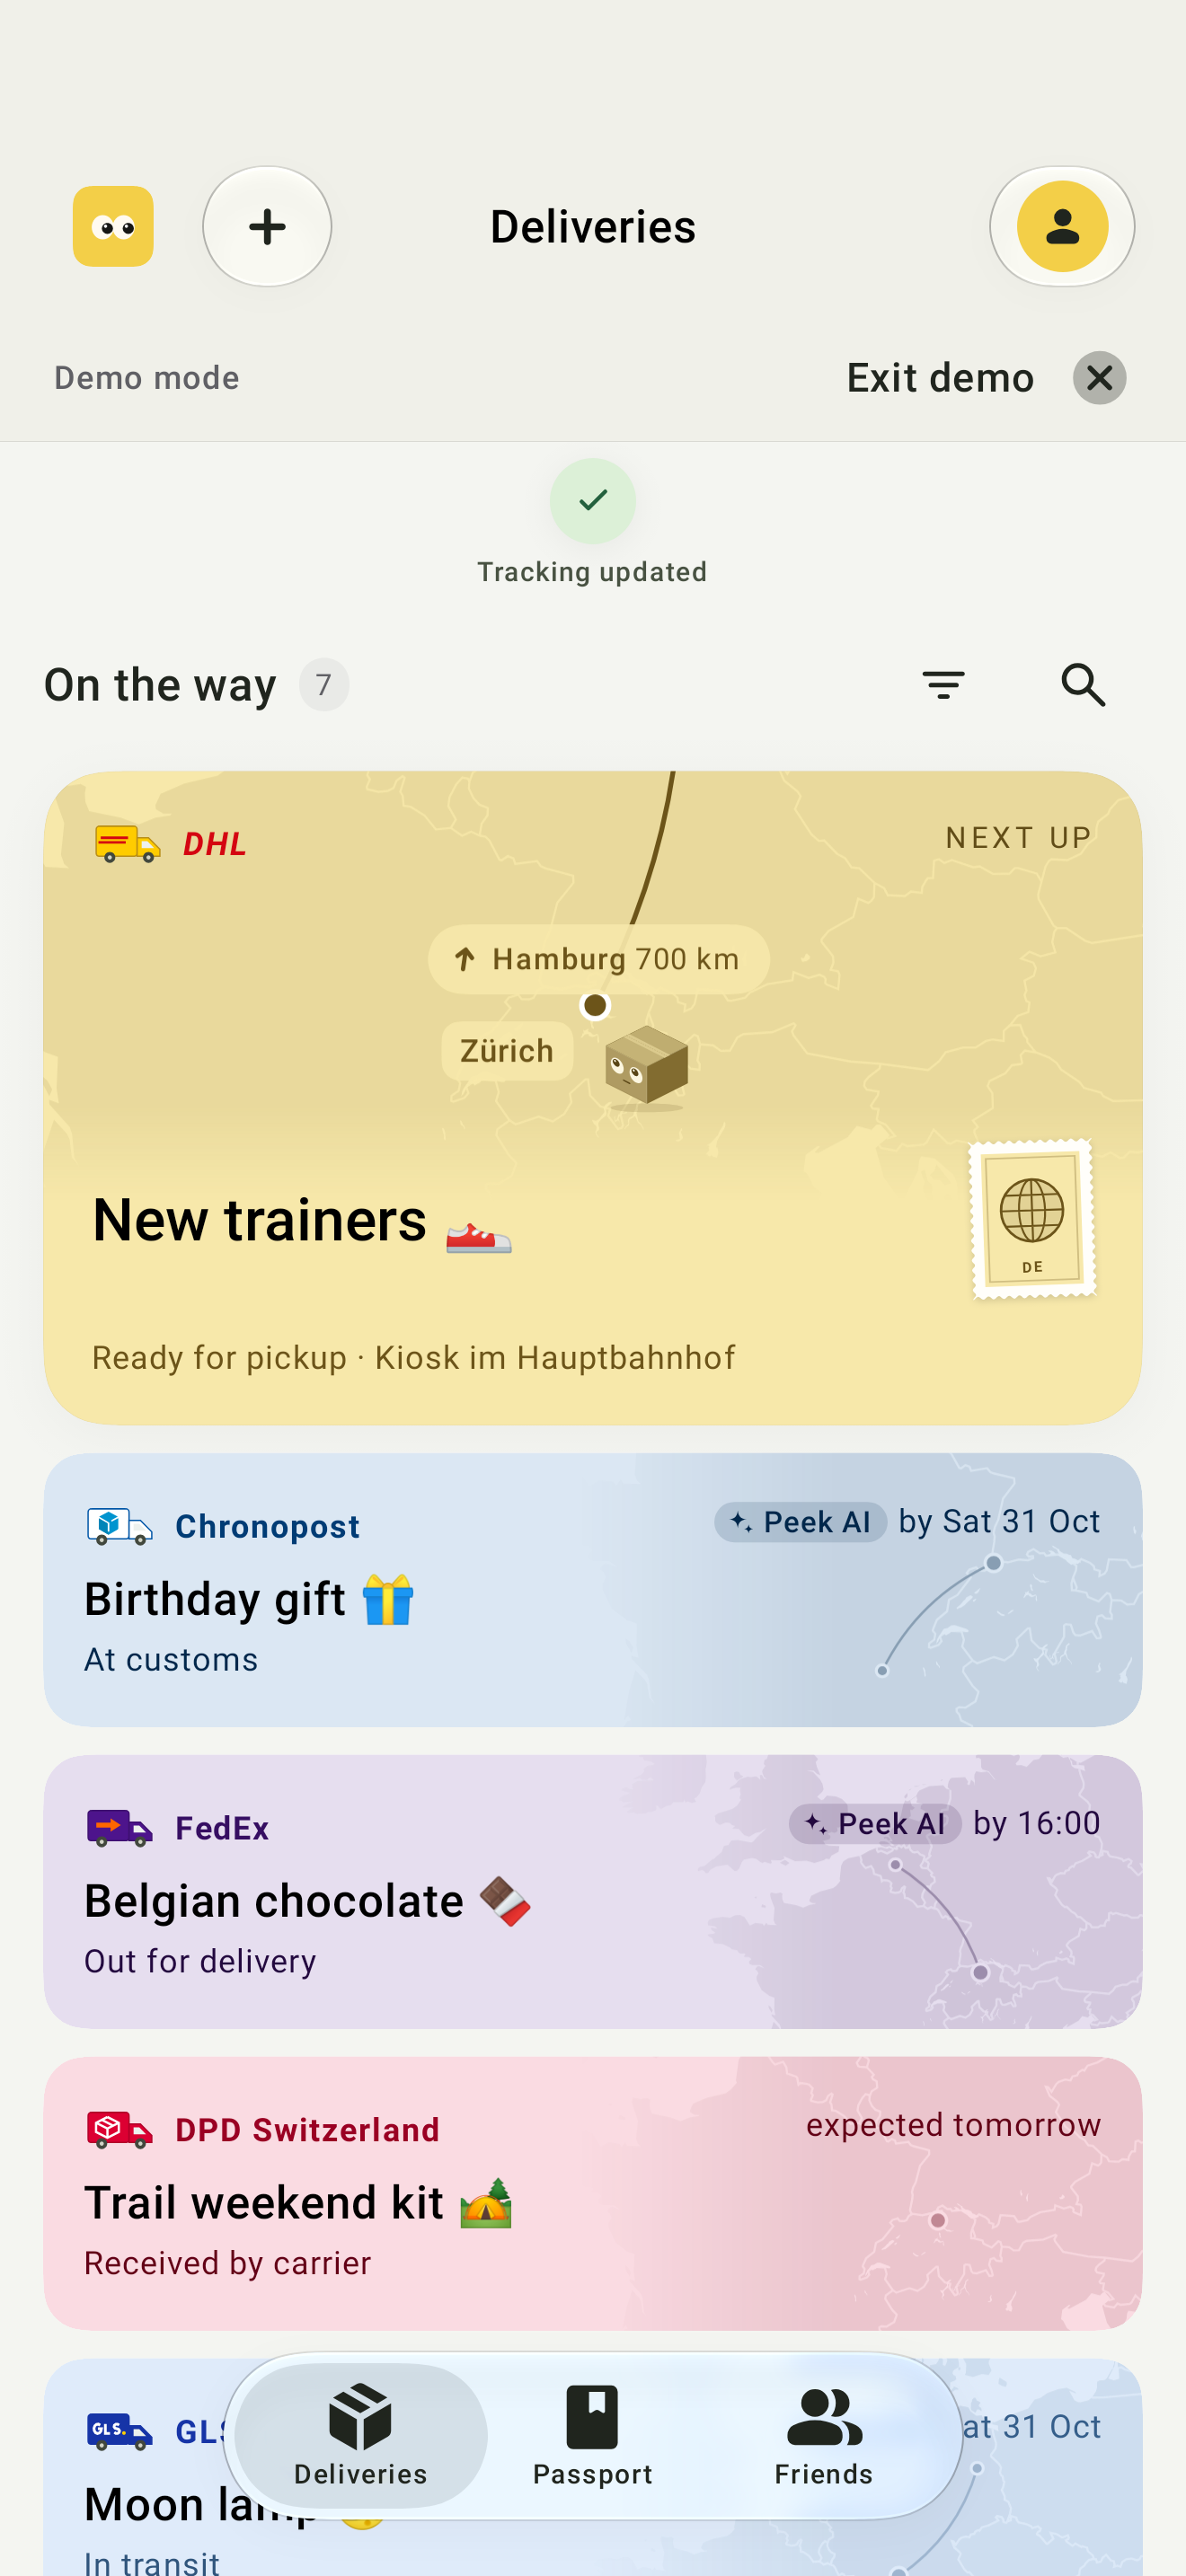 Deliveries
Demo mode
Exit demo
Tracking updated
On the way 7
DHL
NEXT UP
Hamburg 700 km
Zürich
New trainers
DE
Ready for pickup · Kiosk im Hauptbahnhof
Chronopost
Peek AI by Sat 31 Oct
Birthday gift
At customs
FedEx
Peek AI by 16:00
Belgian chocolate
Out for delivery
DPD Switzerland
expected tomorrow
Trail weekend kit
Received by carrier
GLS.
31 Oct
Moon
In transit
Deliveries
Passport
Friends